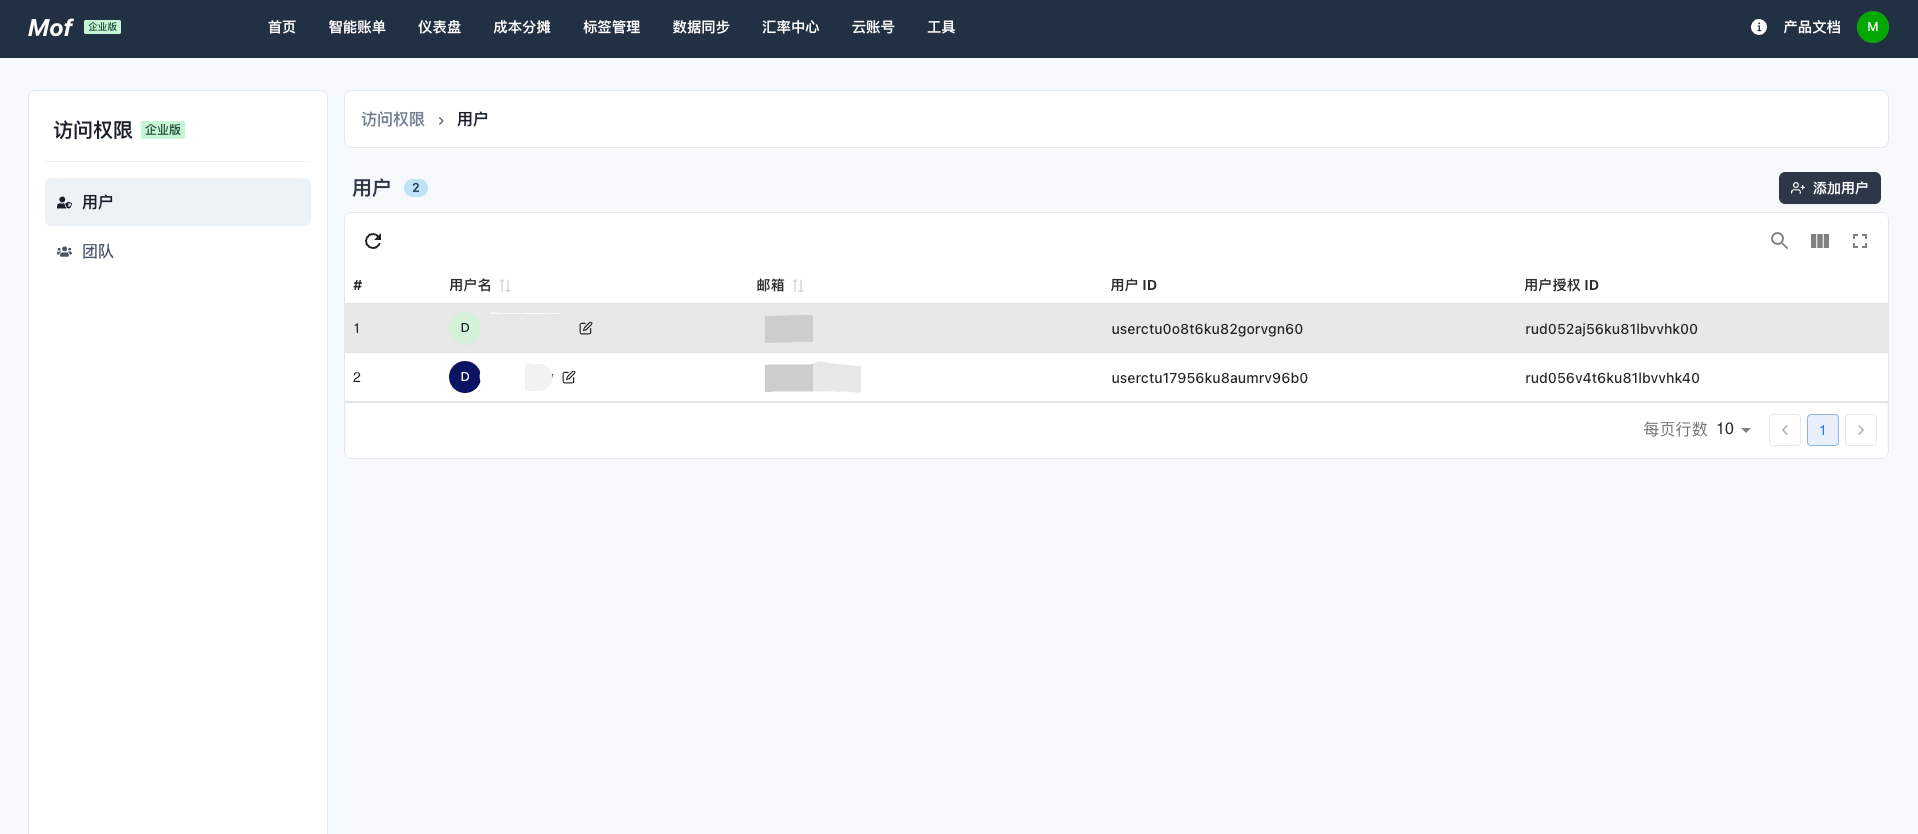 Mof 企业版 首页 智能账单 仪表盘 成本分摊 标签管理 数据同步 汇率中心 云账号 工具 产品文档 M
访问权限 企业版
用户
团队
访问权限 › 用户
用户 2 添加用户
# 用户名 邮箱 用户 ID 用户授权 ID
1 D userctu0o8t6ku82gorvgn60 rud052aj56ku81lbvvhk00
2 D userctu17956ku8aumrv96b0 rud056v4t6ku81lbvvhk40
每页行数 10 1